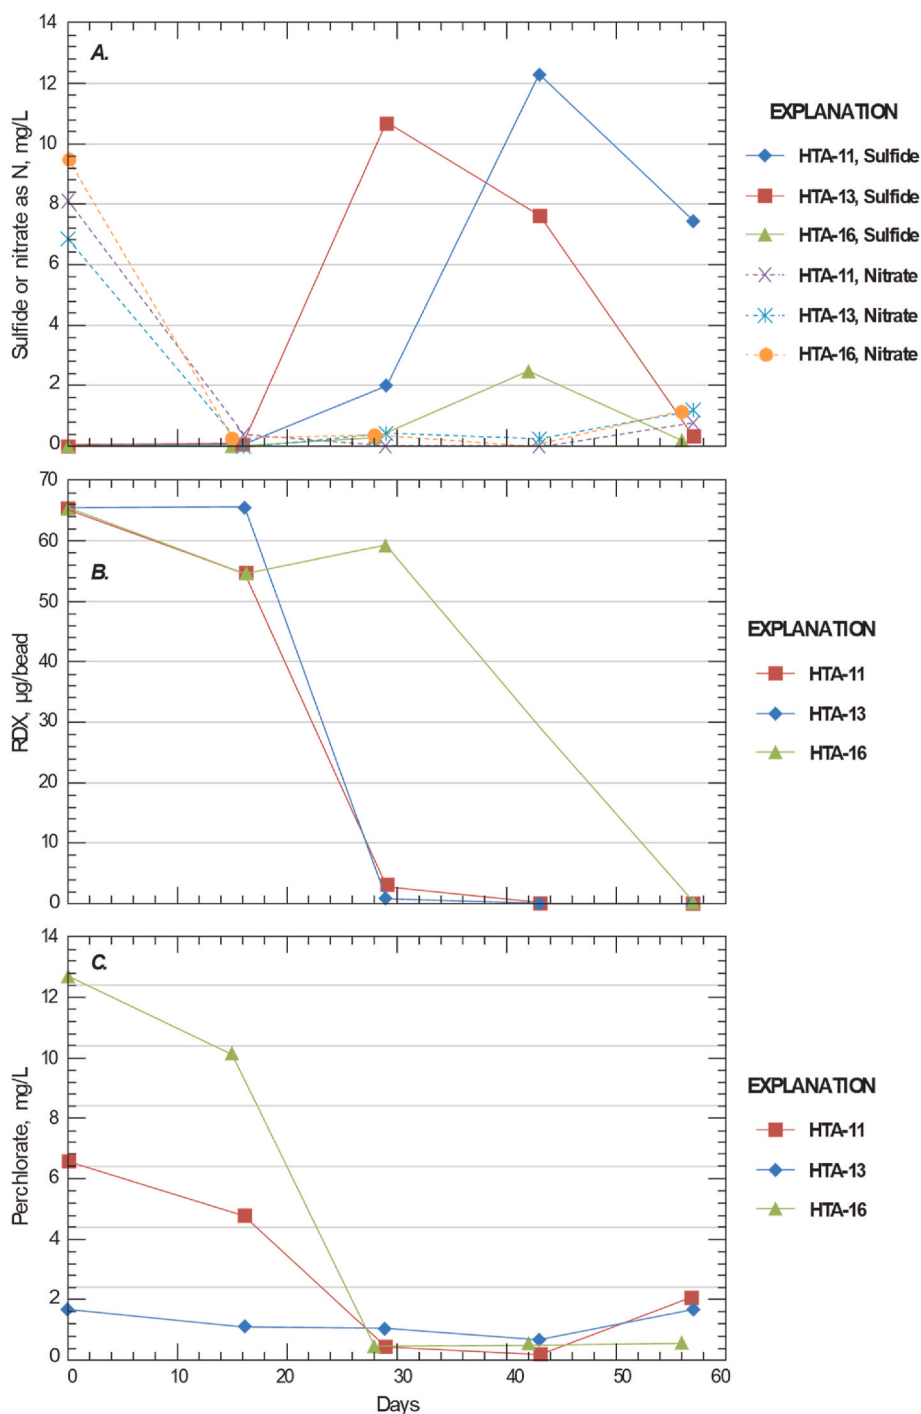 14
A.
12
10
8
6
4
2
0
Sulfide or nitrate as N, mg/L
EXPLANATION
HTA-11, Sulfide
HTA-13, Sulfide
HTA-16, Sulfide
HTA-11, Nitrate
HTA-13, Nitrate
HTA-16, Nitrate
70
60
B.
50
40
30
20
10
0
RDX, µg/bead
EXPLANATION
HTA-11
HTA-13
HTA-16
14
C.
12
10
8
6
4
2
0
Perchlorate, mg/L
EXPLANATION
HTA-11
HTA-13
HTA-16
0 10 20 30 40 50 60
Days